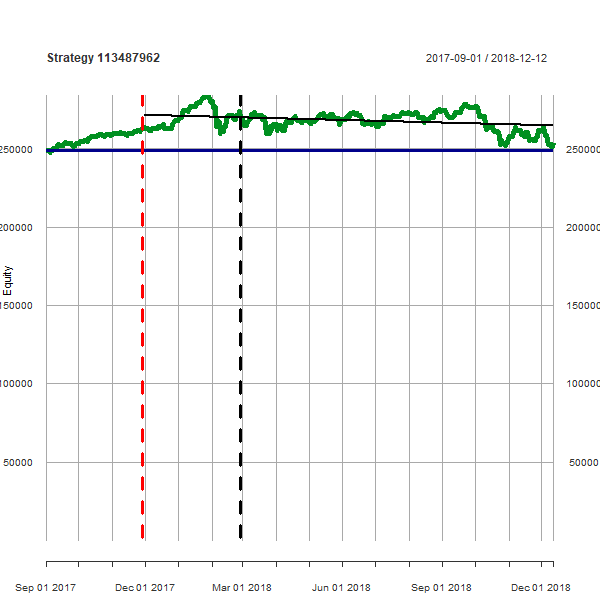 Strategy 113487962
2017-09-01 / 2018-12-12
250000
250000
200000
200000
Equity
150000
150000
100000
100000
50000
50000
Sep 01 2017
Dec 01 2017
Mar 01 2018
Jun 01 2018
Sep 01 2018
Dec 01 2018